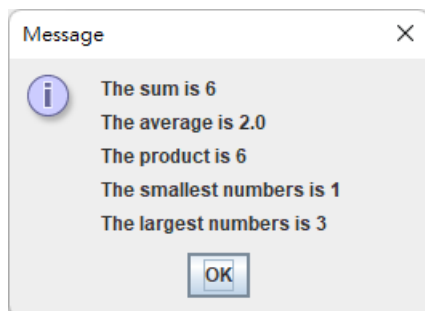 Message
The sum is 6
The average is 2.0
The product is 6
The smallest numbers is 1
The largest numbers is 3
OK